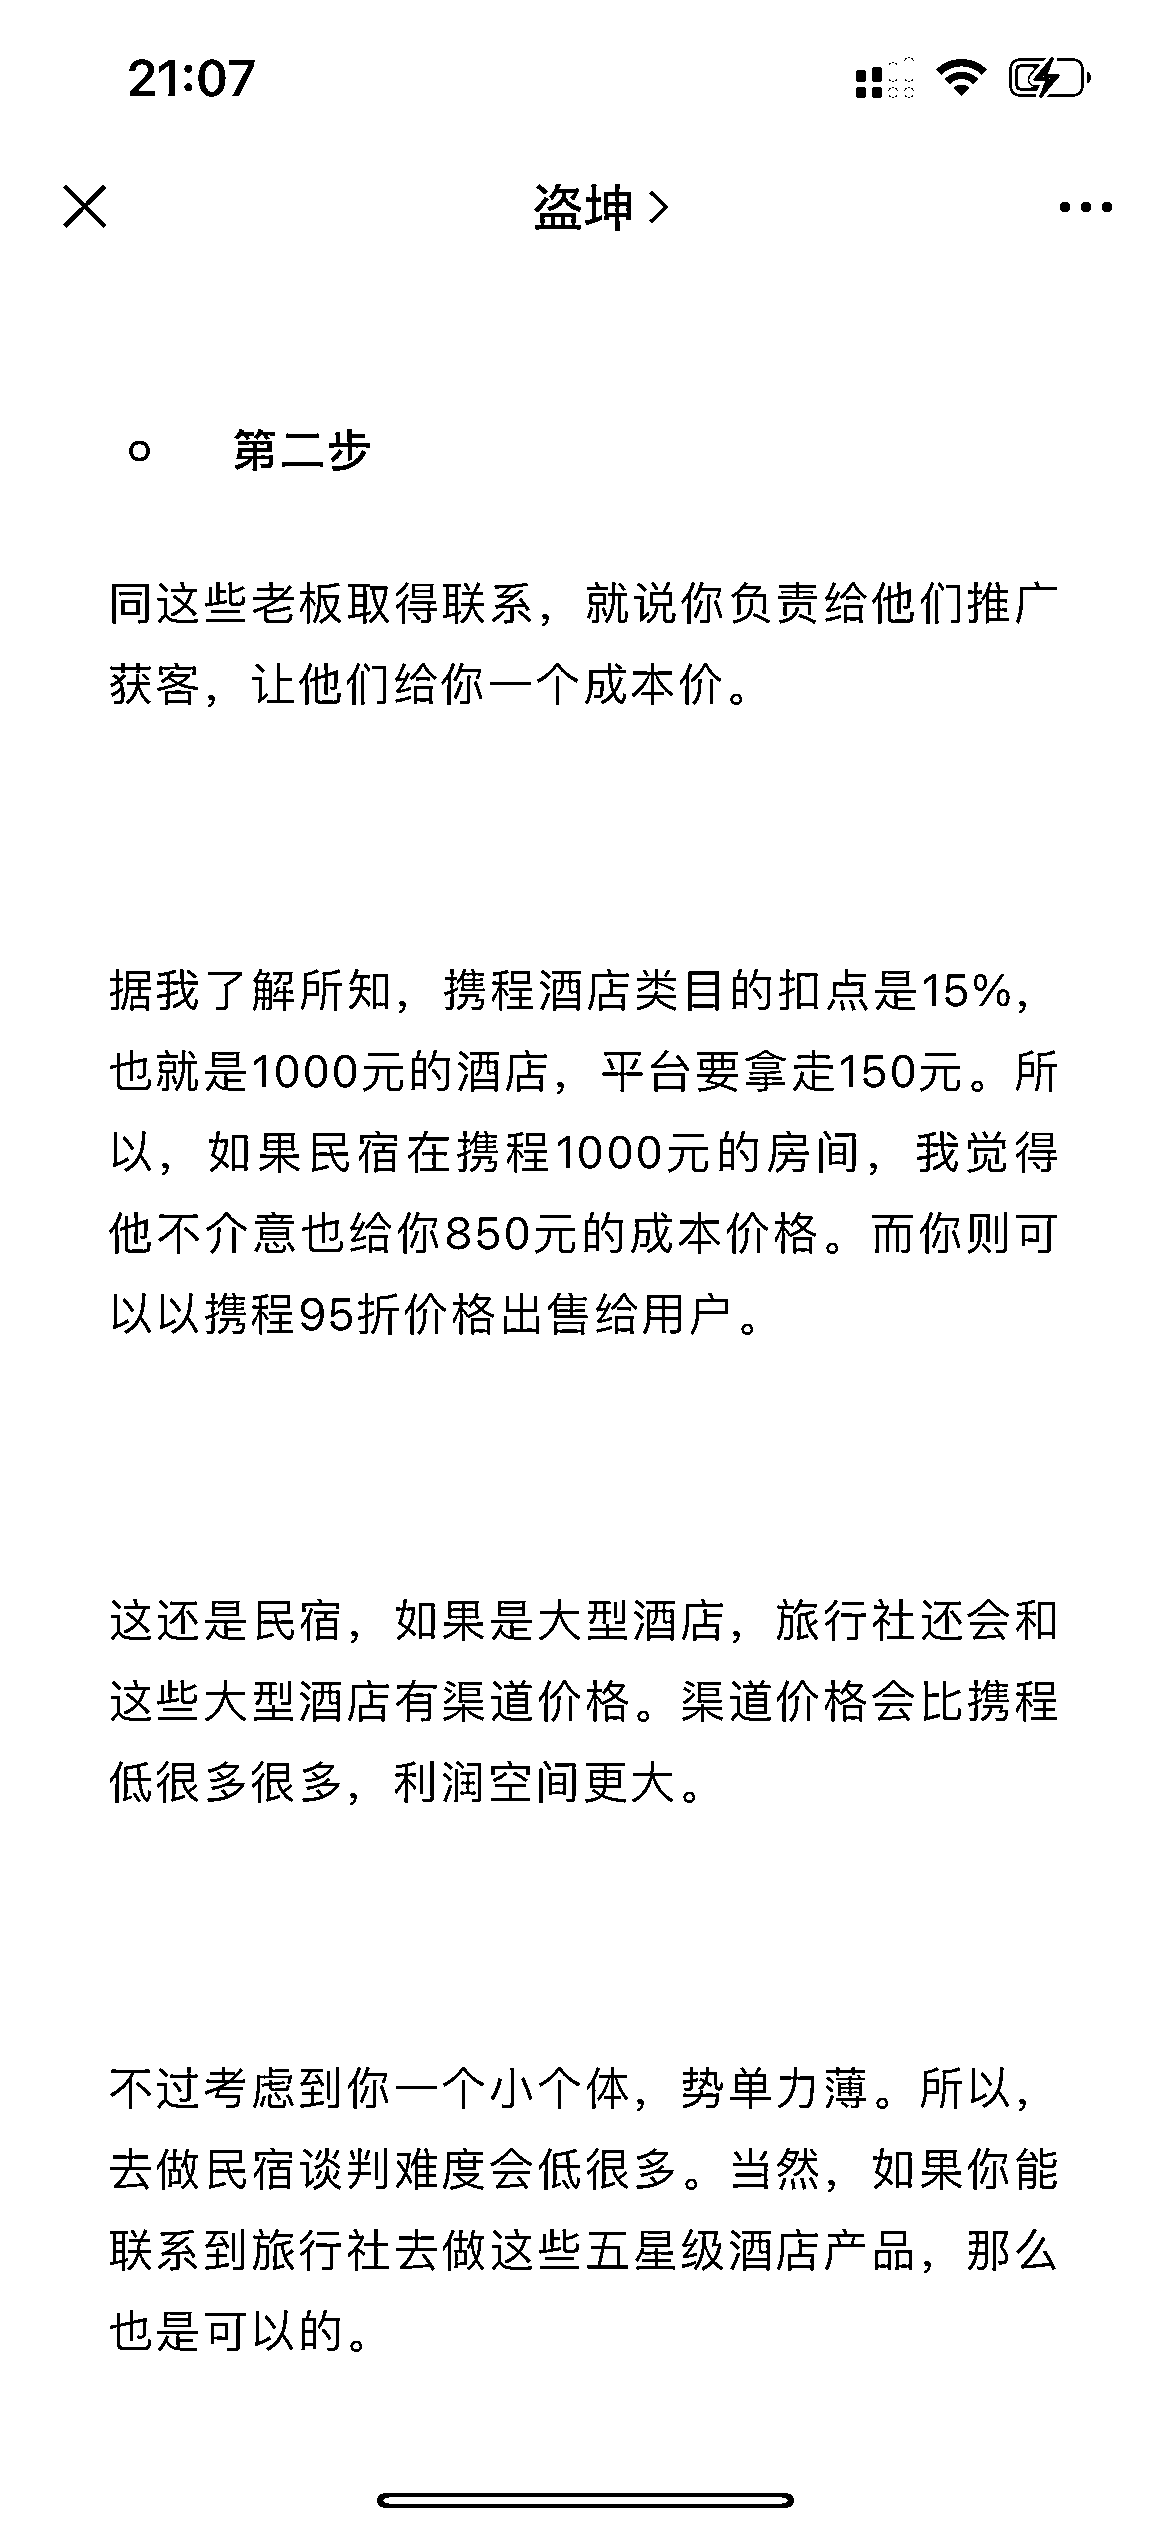 21:07
盗坤
第二步
同这些老板取得联系，就说你负责给他们推广
获客，让他们给你一个成本价。
据我了解所知，携程酒店类目的扣点是15%，
也就是1000元的酒店，平台要拿走150元。所
以，如果民宿在携程1000元的房间，我觉得
他不介意也给你850元的成本价格。而你则可
以以携程95折价格出售给用户。
这还是民宿，如果是大型酒店，旅行社还会和
这些大型酒店有渠道价格。渠道价格会比携程
低很多很多，利润空间更大。
不过考虑到你一个小个体，势单力薄。所以，
去做民宿谈判难度会低很多。当然，如果你能
联系到旅行社去做这些五星级酒店产品，那么
也是可以的。